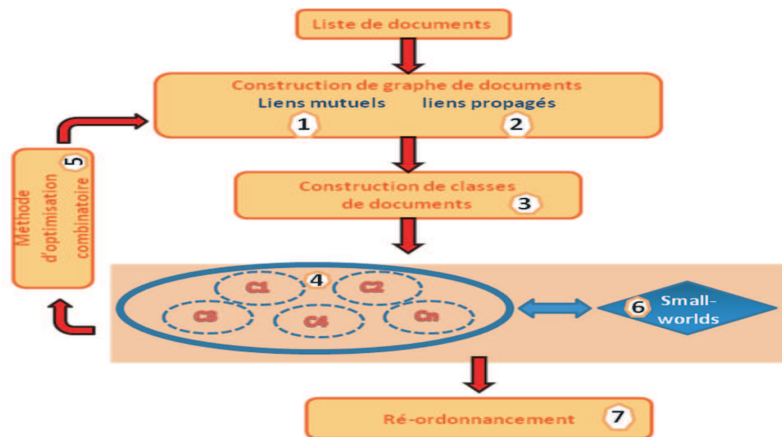 Liste de documents
Construction de graphe de documents
Liens mutuels liens propagés
1 2
Construction de classes
de documents 3
Méthode
d'optimisation
combinatoire
5
4
C1 C2
C3 C4 Cn
6 Small-
worlds
Ré-ordonnancement 7